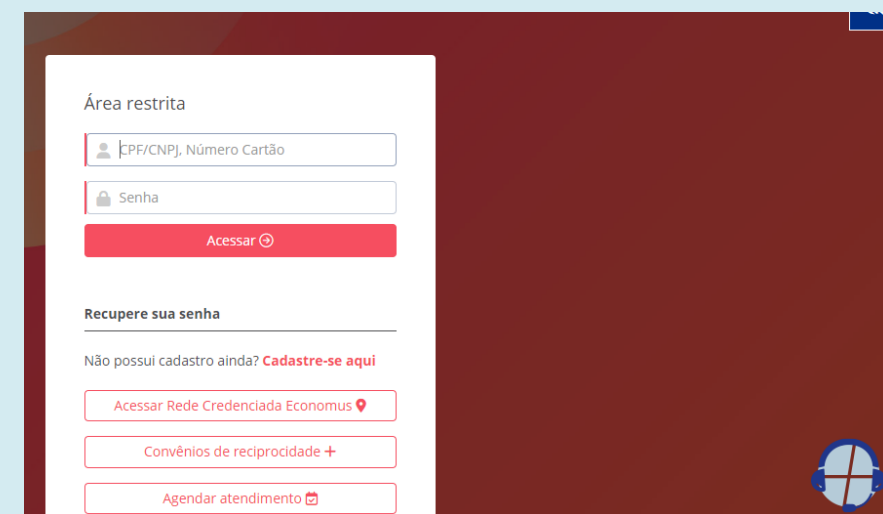 Área restrita
CPF/CNPJ, Número Cartão
Senha
Acessar
Recupere sua senha
Não possui cadastro ainda? Cadastre-se aqui
Acessar Rede Credenciada Economus
Convênios de reciprocidade
Agendar atendimento